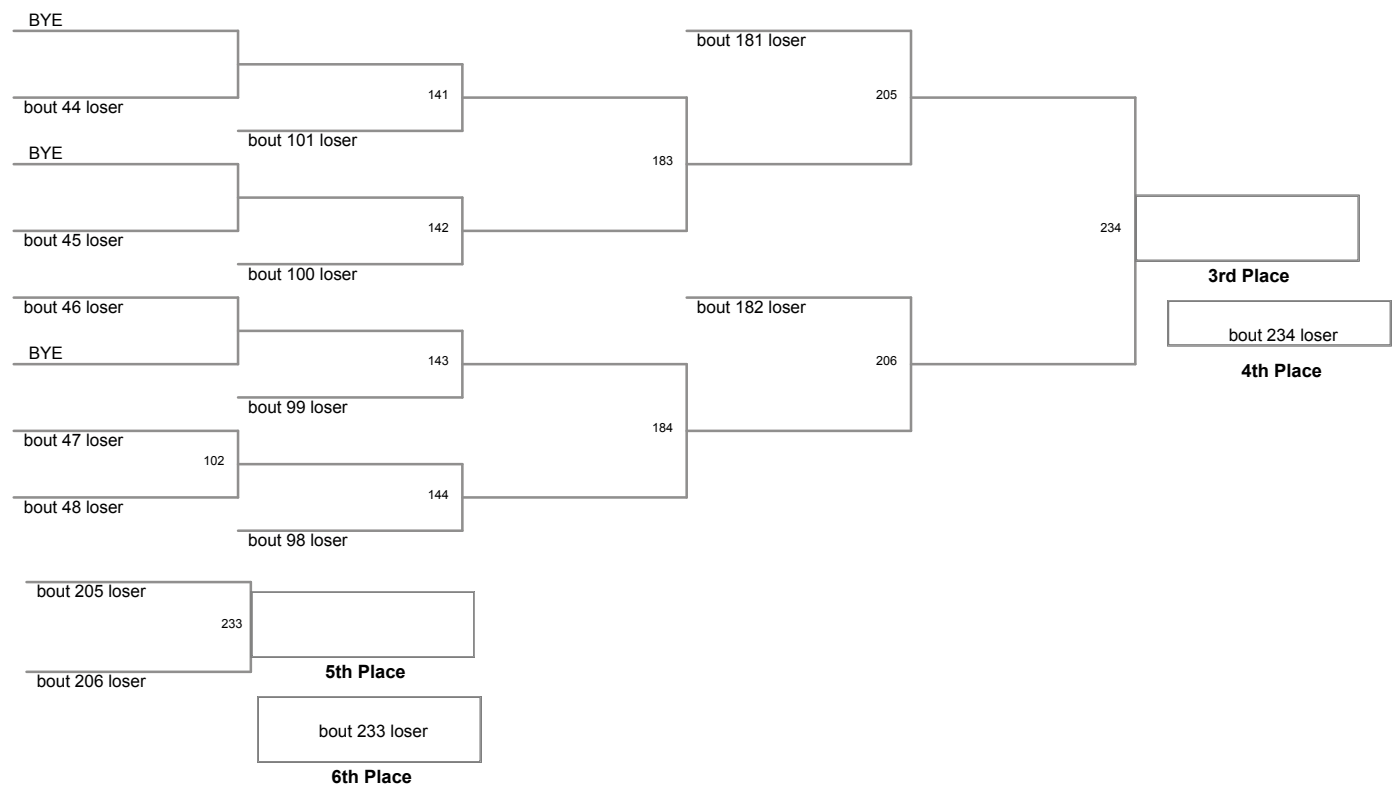 BYE
bout 181 loser
bout 44 loser
141
205
bout 101 loser
BYE
183
bout 45 loser
142
234
bout 100 loser
3rd Place
bout 46 loser
bout 182 loser
bout 234 loser
BYE
143
206
4th Place
bout 99 loser
bout 47 loser
184
102
144
bout 48 loser
bout 98 loser
bout 205 loser
233
5th Place
bout 206 loser
bout 233 loser
6th Place